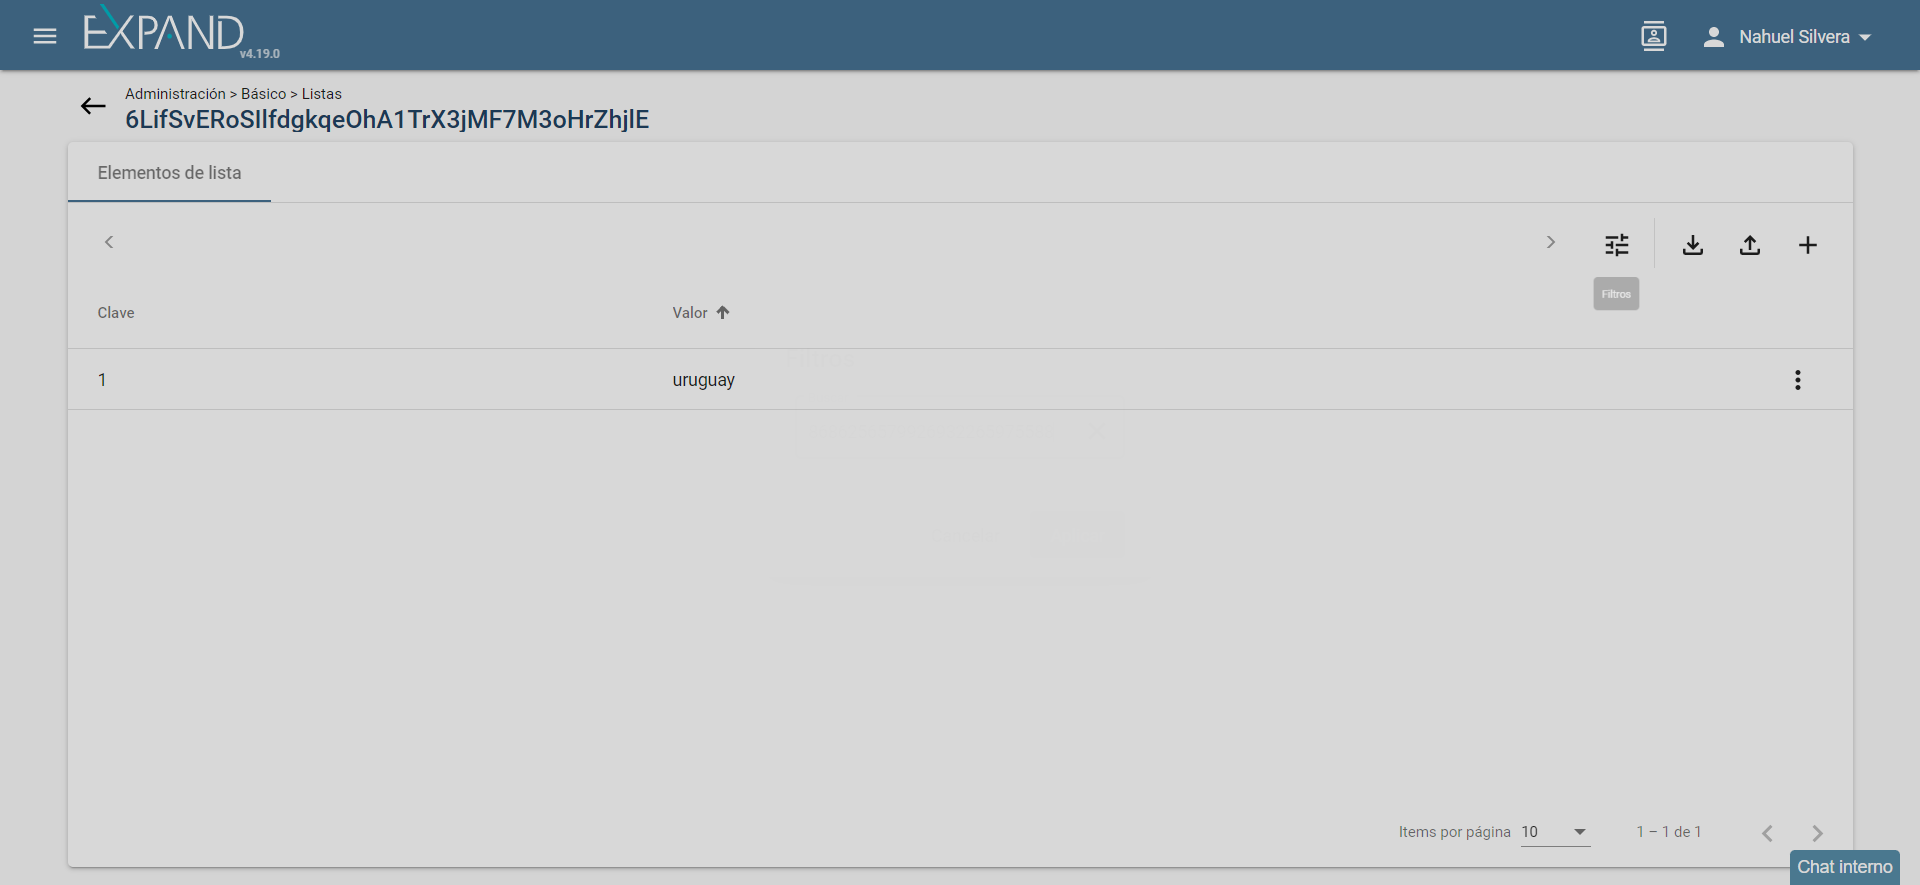 EXPAND
v4.19.0
Nahuel Silvera
Administración > Básico > Listas
6LifSvERoSIlfdgkqeOhA1TrX3jMF7M3oHrZhjlE
Elementos de lista
Filtros
Clave
Valor
1
uruguay
Items por página
10
1 – 1 de 1
Chat interno